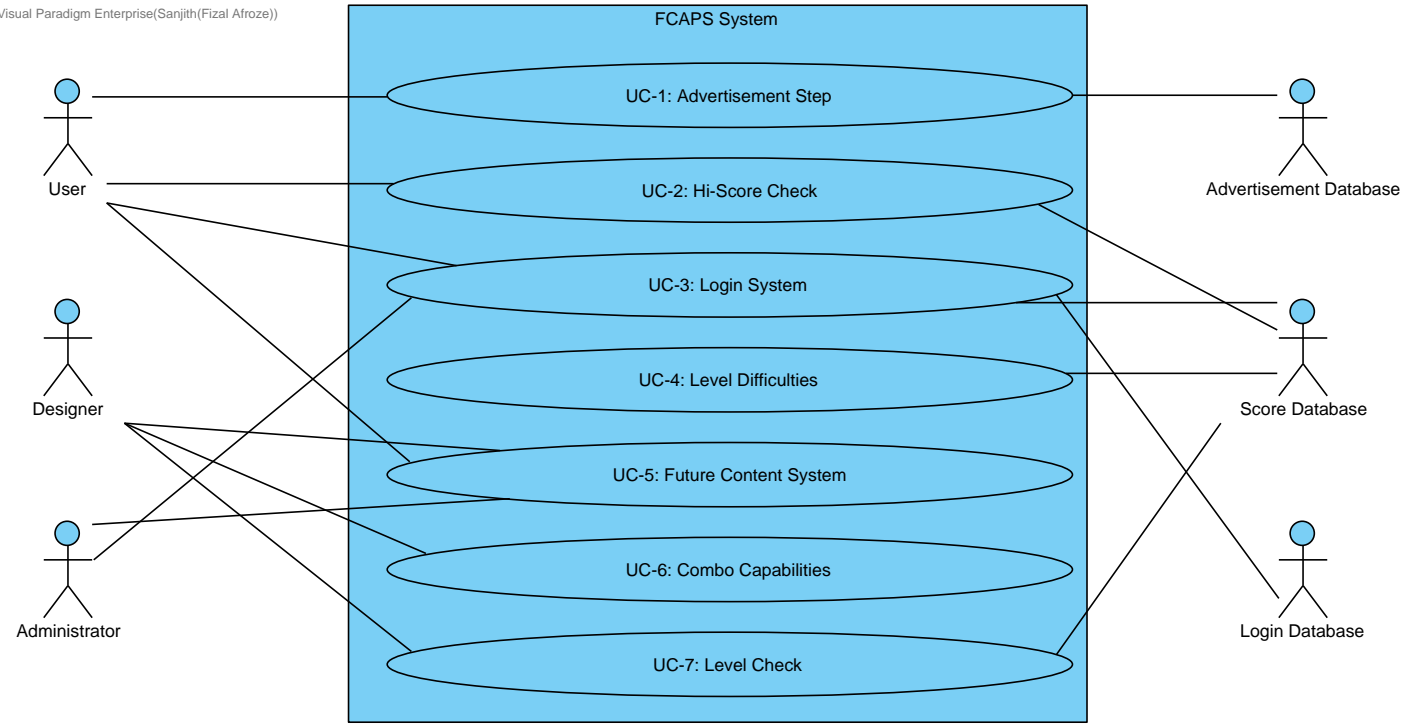 Visual Paradigm Enterprise(Sanjith(Fizal Afroze))
FCAPS System
UC-1: Advertisement Step
User
UC-2: Hi-Score Check
Advertisement Database
UC-3: Login System
UC-4: Level Difficulties
Designer
Score Database
UC-5: Future Content System
UC-6: Combo Capabilities
Administrator
Login Database
UC-7: Level Check